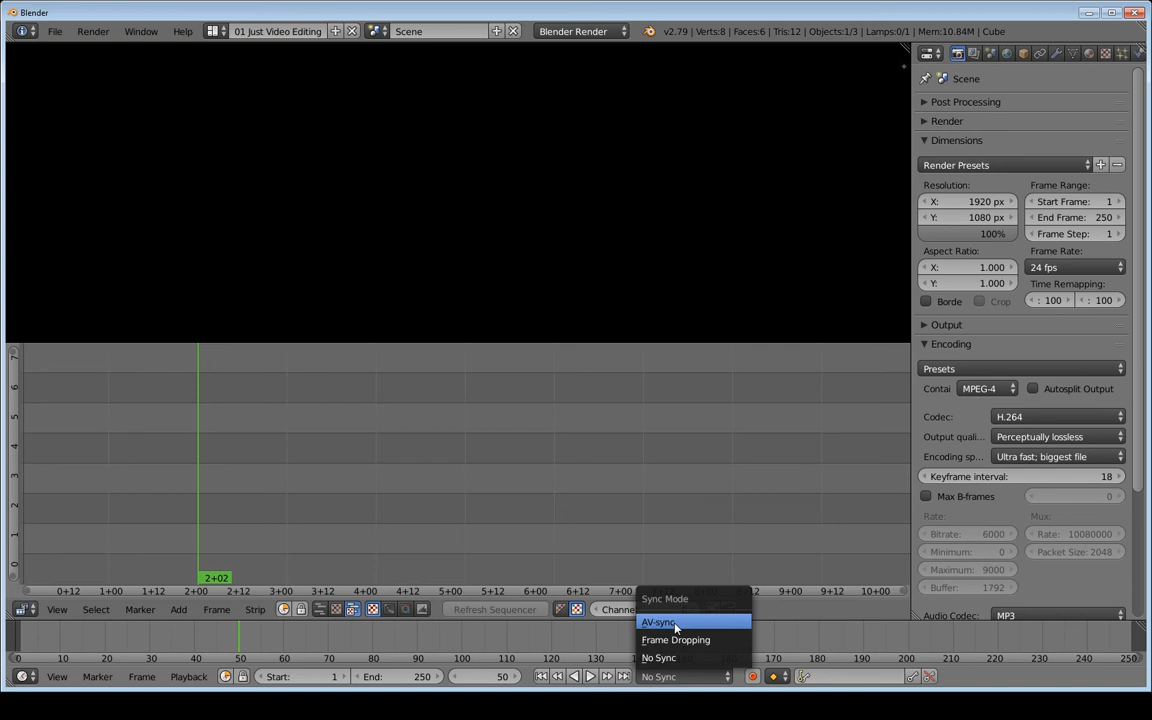 Blender
File Render Window Help 01 Just Video Editing Scene Blender Render v2.79 | Verts:8 | Faces:6 | Tris:12 | Objects:1/3 | Lamps:0/1 | Mem:10.84M | Cube
Scene
Post Processing
Render
Dimensions
Render Presets
Resolution: Frame Range:
X: 1920 px Start Frame: 1
Y: 1080 px End Frame: 250
100% Frame Step: 1
Aspect Ratio: Frame Rate:
X: 1.000 24 fps
Y: 1.000 Time Remapping:
Borde Crop : 100 : 100
Output
Encoding
Presets
Contai MPEG-4 Autosplit Output
Codec: H.264
Output quali... Perceptually lossless
Encoding sp... Ultra fast; biggest file
Keyframe interval: 18
Max B-frames 0
Rate: Mux:
Bitrate: 6000 Rate: 10080000
Minimum: 0 Packet Size: 2048
Maximum: 9000
Buffer: 1792
Audio Codec: MP3
7
6
5
4
3
2
1
0
2+02
0+12 1+00 1+12 2+00 2+12 3+00 3+12 4+00 4+12 5+00 5+12 6+00 6+12 7+00 9+00 9+12 10+00
View Select Marker Add Frame Strip Refresh Sequencer Channe
Sync Mode
AV-sync
Frame Dropping
No Sync
0 10 20 30 40 50 60 70 80 90 100 110 120 130 170 180 190 200 210 220 230 240 250
View Marker Frame Playback Start: 1 End: 250 50 No Sync